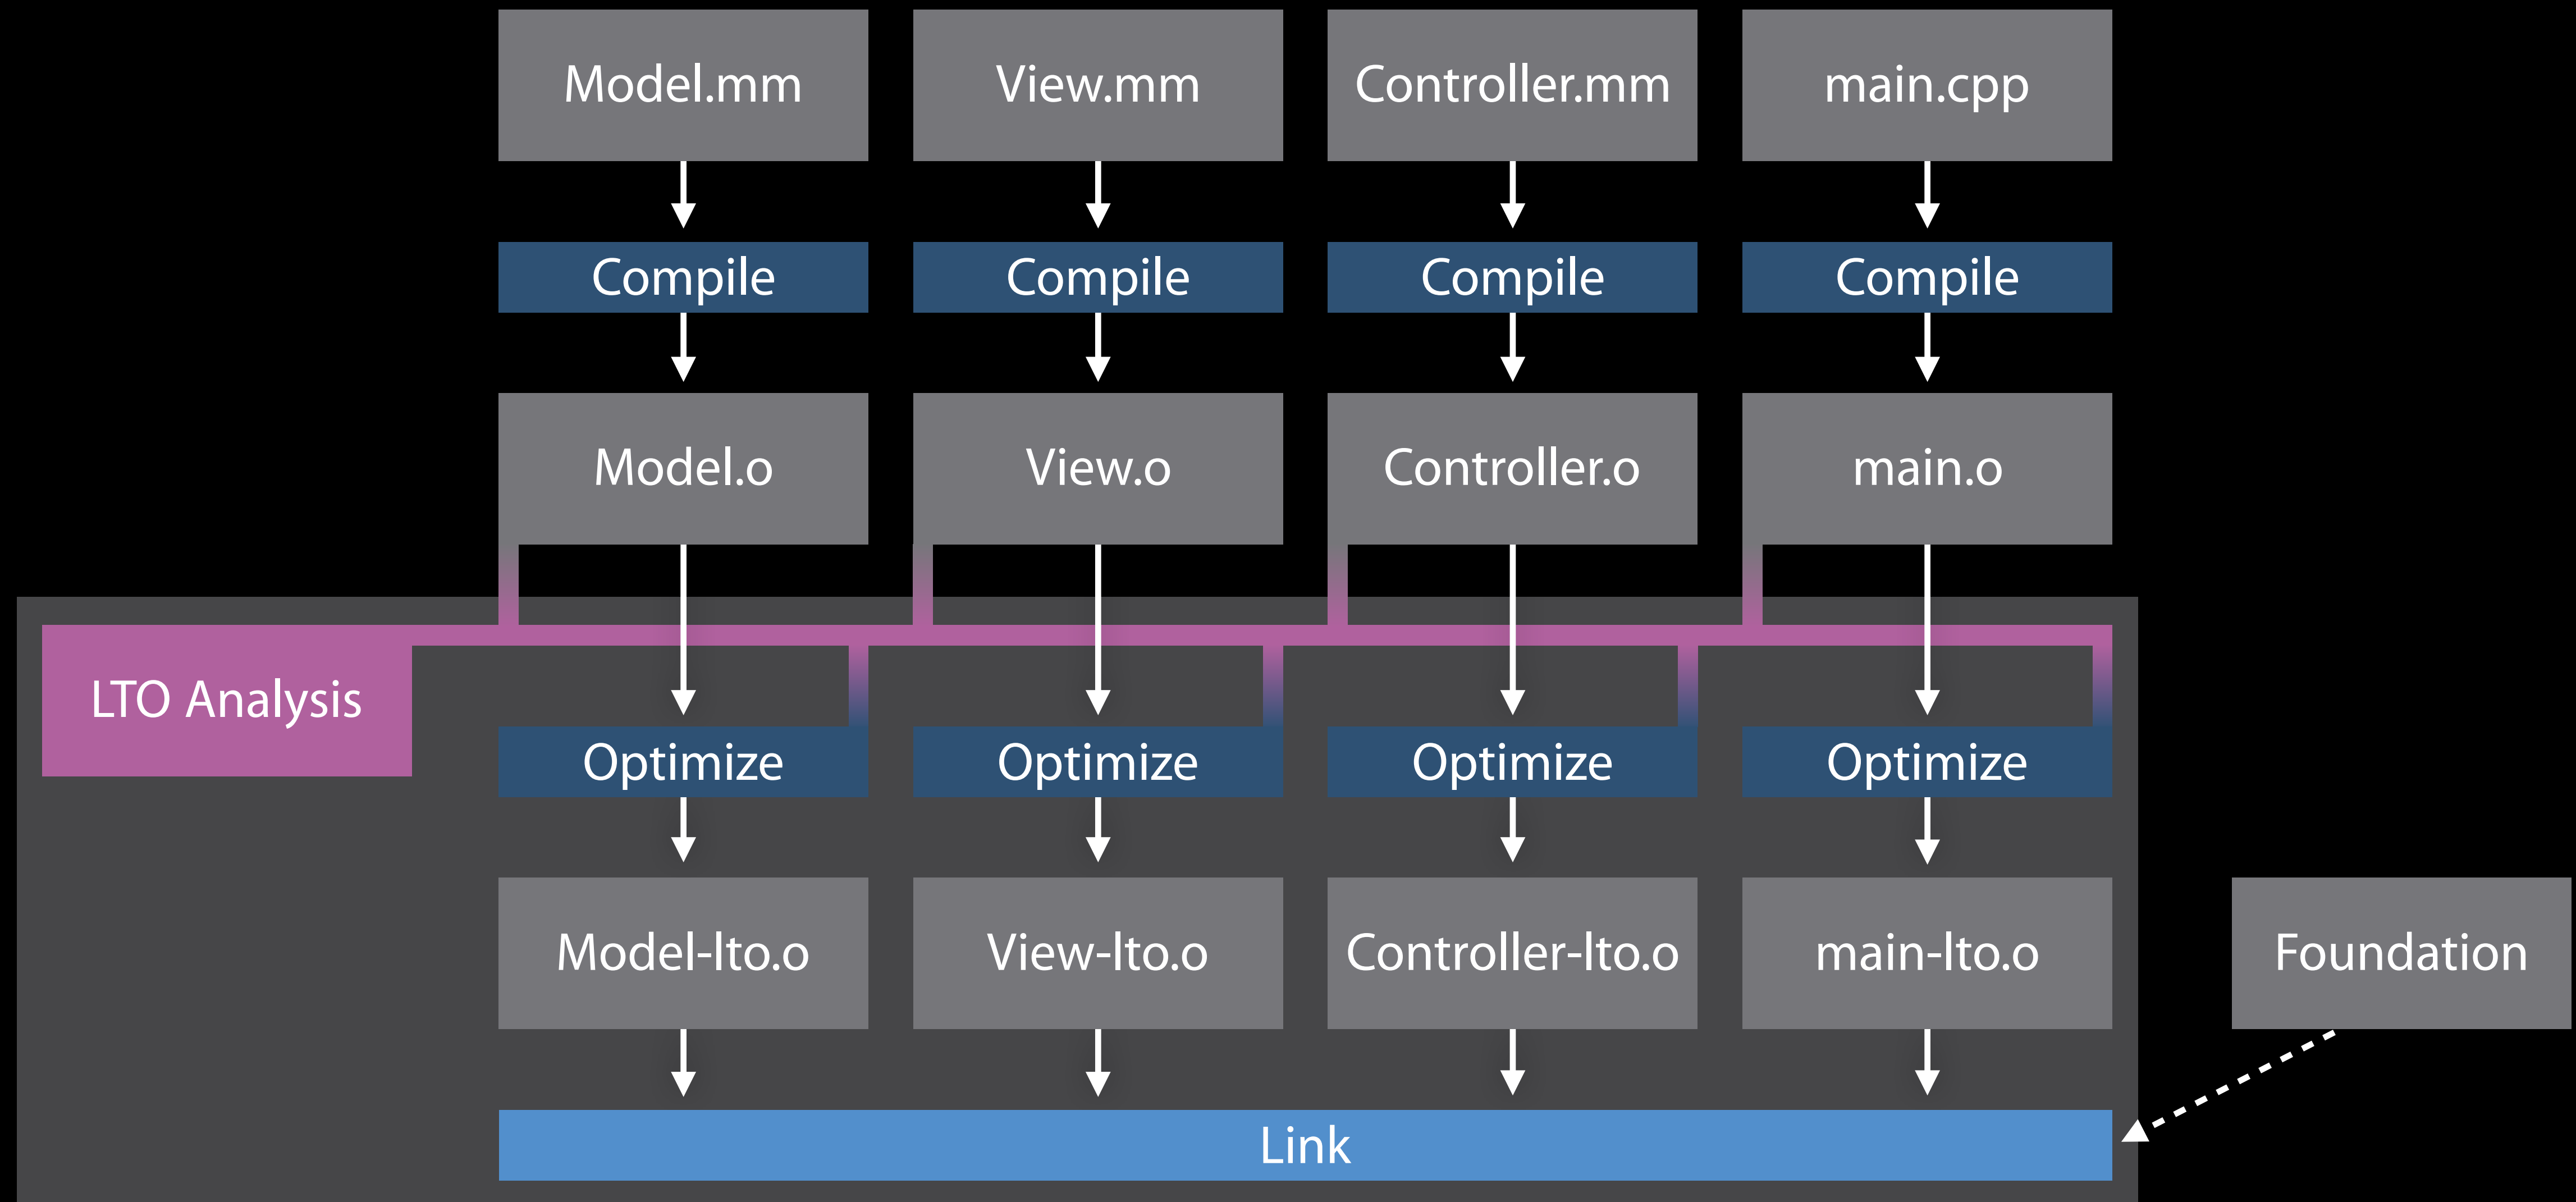 Model.mm
View.mm
Controller.mm
main.cpp
Compile
Compile
Compile
Compile
Model.o
View.o
Controller.o
main.o
LTO Analysis
Optimize
Optimize
Optimize
Optimize
Model-lto.o
View-lto.o
Controller-lto.o
main-lto.o
Foundation
Link